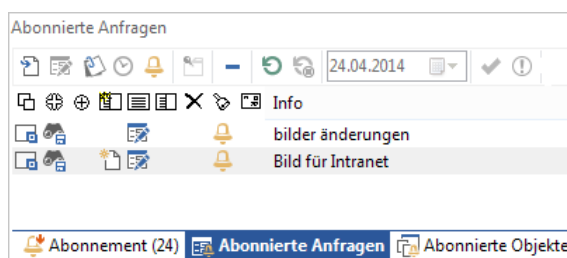 Abonnierte Anfragen
24.04.2014
Info
bilder änderungen
Bild für Intranet
Abonnement (24) Abonnierte Anfragen Abonnierte Objekte